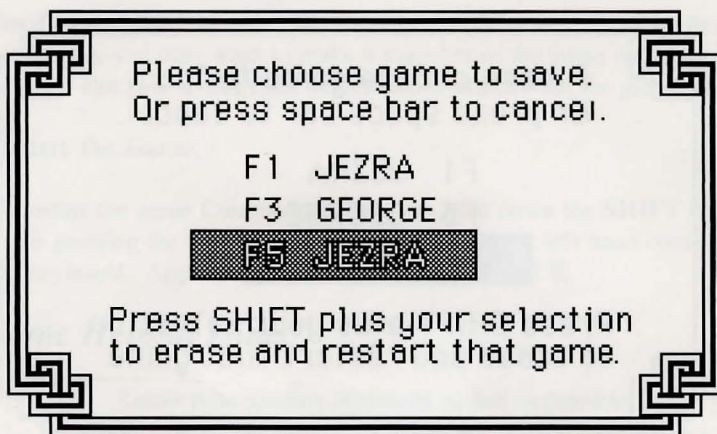 Please choose game to save.
Or press space bar to cancel.
F1 JEZRA
F3 GEORGE
F5 JEZRA
Press SHIFT plus your selection
to erase and restart that game.